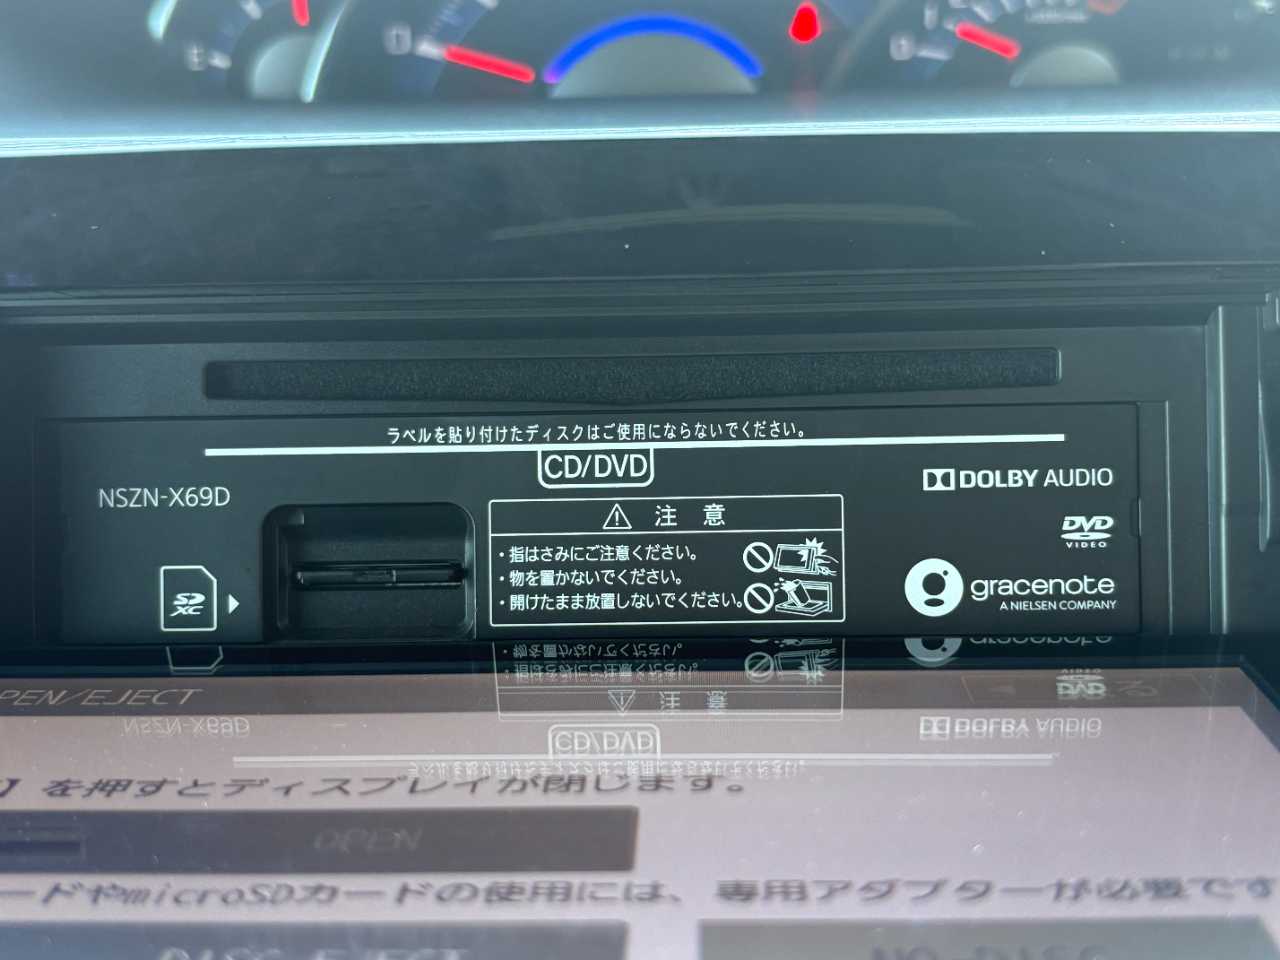 ラベルを貼り付けたディスクはご使用にならないでください。
CD/DVD
NSZN-X69D
DOLBY AUDIO
DVD
VIDEO
SD
XC
注意
・指はさみにご注意ください。
・物を置かないでください。
・開けたまま放置しないでください。
gracenote
A NIELSEN COMPANY
PEN/EJECT
】を押すとディスプレイが閉じます。
OPEN
ードやmicroSDカードの使用には、専用アダプターが必要です
DISC EJECT
NO-DISC